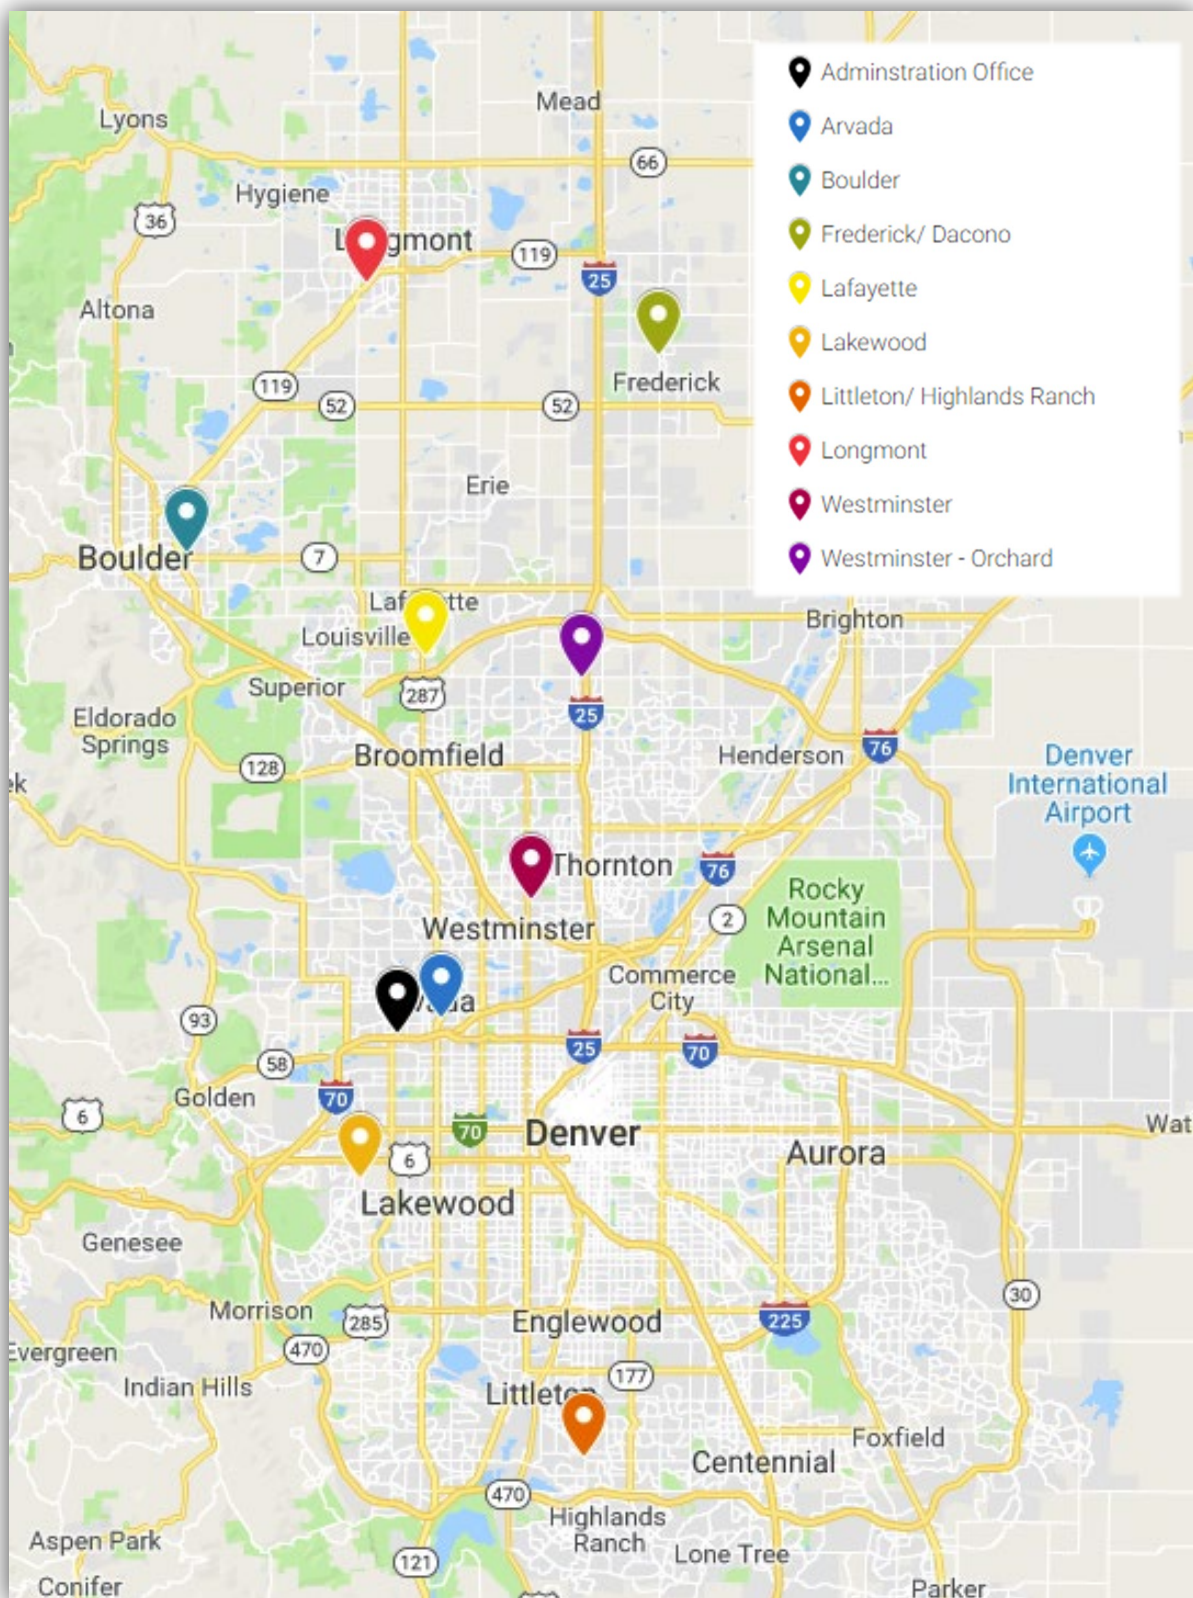 Adminstration Office
Arvada
Boulder
Frederick/ Dacono
Lafayette
Lakewood
Littleton/ Highlands Ranch
Longmont
Westminster
Westminster - Orchard
Mead
Lyons
66
Hygiene
36
119
25
Altona
Frederick
119
52
52
Erie
Boulder
7
Louisville
Brighton
Superior
287
25
Eldorado
Springs
Broomfield
Henderson
76
128
Denver
International
Airport
ek
Thornton
76
Rocky
Mountain
Arsenal
National...
2
Westminster
Commerce
City
93
25
70
58
Golden
70
6
70
Denver
Wat
6
Aurora
Lakewood
Genesee
30
Morrison
285
Englewood
225
470
Evergreen
177
Indian Hills
Littleton
Foxfield
Centennial
470
Highlands
Ranch
Aspen Park
Lone Tree
121
Conifer
Parker